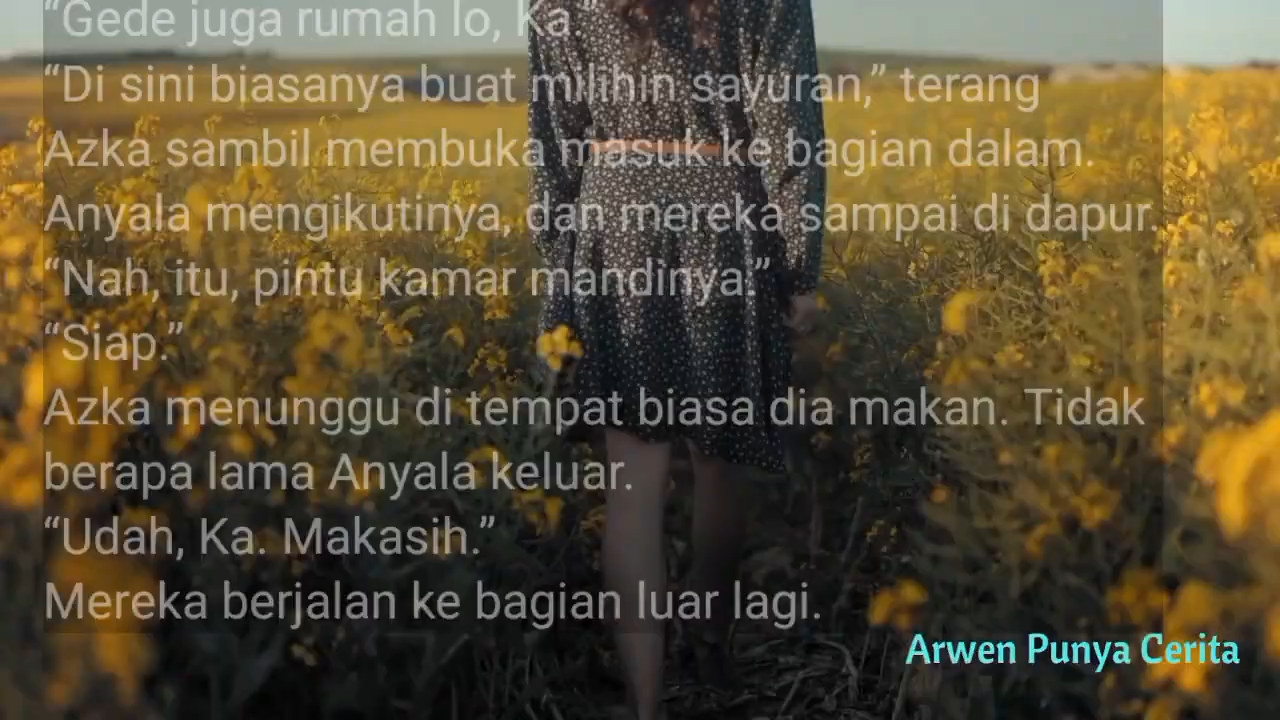 “Gede juga rumah lo, Ka.”
“Di sini biasanya buat milihin sayuran,” terang
Azka sambil membuka masuk ke bagian dalam.
Anyala mengikutinya, dan mereka sampai di dapur.
“Nah, itu, pintu kamar mandinya.”
“Siap.”
Azka menunggu di tempat biasa dia makan. Tidak
berapa lama Anyala keluar.
“Udah, Ka. Makasih.”
Mereka berjalan ke bagian luar lagi.
Arwen Punya Cerita